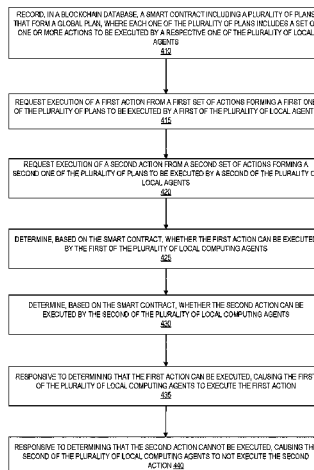 RECORD, IN A BLOCKCHAIN DATABASE, A SMART CONTRACT INCLUDING A PLURALITY OF PLANS
THAT FORM A GLOBAL PLAN, WHERE EACH ONE OF THE PLURALITY OF PLANS INCLUDES A SET OF
ONE OR MORE ACTIONS TO BE EXECUTED BY A RESPECTIVE ONE OF THE PLURALITY OF LOCAL
AGENTS
410
REQUEST EXECUTION OF A FIRST ACTION FROM A FIRST SET OF ACTIONS FORMING A FIRST ONE
OF THE PLURALITY OF PLANS TO BE EXECUTED BY A FIRST OF THE PLURALITY OF LOCAL AGENTS
415
REQUEST EXECUTION OF A SECOND ACTION FROM A SECOND SET OF ACTIONS FORMING A
SECOND ONE OF THE PLURALITY OF PLANS TO BE EXECUTED BY A SECOND OF THE PLURALITY OF
LOCAL AGENTS
420
DETERMINE, BASED ON THE SMART CONTRACT, WHETHER THE FIRST ACTION CAN BE EXECUTED
BY THE FIRST OF THE PLURALITY OF LOCAL COMPUTING AGENTS
425
DETERMINE, BASED ON THE SMART CONTRACT, WHETHER THE SECOND ACTION CAN BE
EXECUTED BY THE SECOND OF THE PLURALITY OF LOCAL COMPUTING AGENTS
430
RESPONSIVE TO DETERMINING THAT THE FIRST CAN BE EXECUTED, CAUSING THE FIRST
OF THE PLURALITY OF LOCAL COMPUTING AGENTS TO EXECUTE THE FIRST ACTION
435
RESPONSIVE TO DETERMINING THAT THE SECOND ACTION CANNOT BE EXECUTED, CAUSING THE
SECOND OF THE PLURALITY OF LOCAL COMPUTING AGENTS TO NOT EXECUTE THE SECOND
ACTION 440